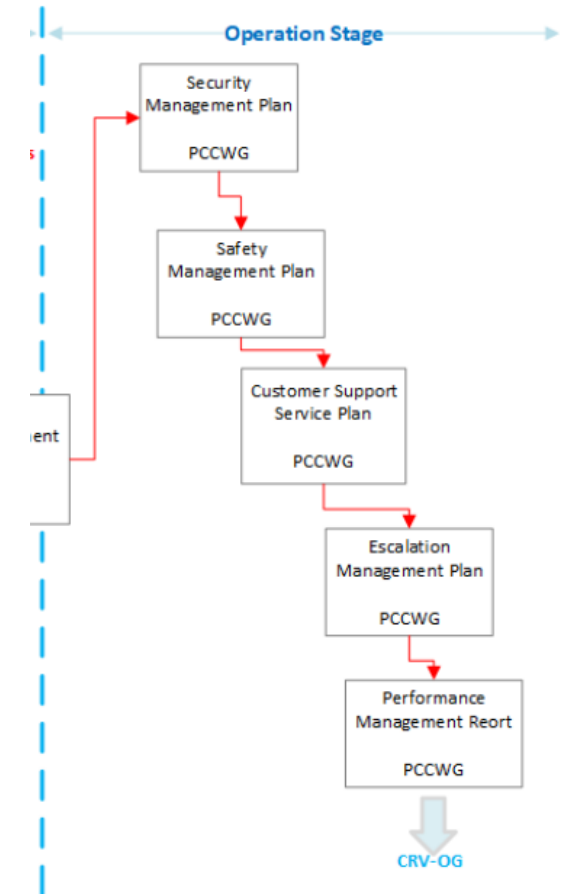 Operation Stage
Security
Management Plan
PCCWG
s
Safety
Management Plan
PCCWG
Customer Support
Service Plan
PCCWG
ent
Escalation
Management Plan
PCCWG
Performance
Management Reort
PCCWG
CRV-OG